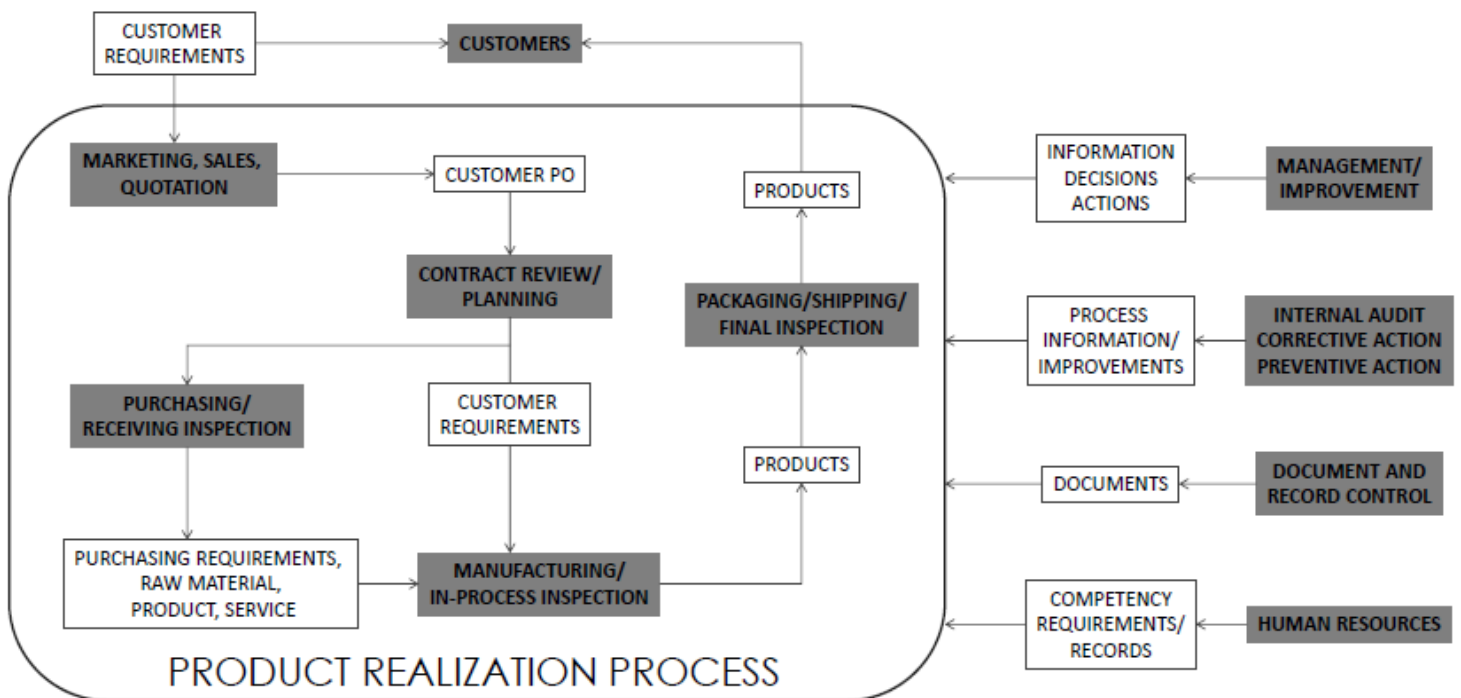 CUSTOMER
REQUIREMENTS
CUSTOMERS
MARKETING, SALES,
QUOTATION
CUSTOMER PO
PRODUCTS
CONTRACT REVIEW/
PLANNING
PACKAGING/SHIPPING/
FINAL INSPECTION
PURCHASING/
RECEIVING INSPECTION
CUSTOMER
REQUIREMENTS
PRODUCTS
PURCHASING REQUIREMENTS,
RAW MATERIAL,
PRODUCT, SERVICE
MANUFACTURING/
IN-PROCESS INSPECTION
PRODUCT REALIZATION PROCESS
INFORMATION
DECISIONS
ACTIONS
MANAGEMENT/
IMPROVEMENT
PROCESS
INFORMATION/
IMPROVEMENTS
INTERNAL AUDIT
CORRECTIVE ACTION
PREVENTIVE ACTION
DOCUMENTS
DOCUMENT AND
RECORD CONTROL
COMPETENCY
REQUIREMENTS/
RECORDS
HUMAN RESOURCES